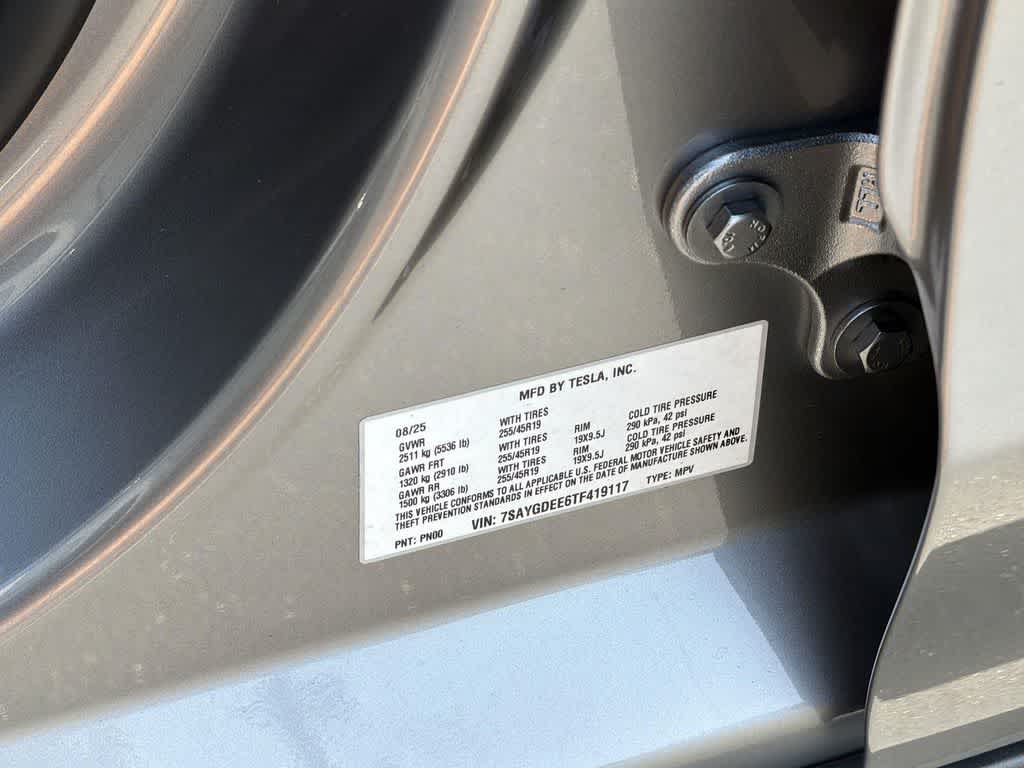 MFD BY TESLA, INC.
08/25
GVWR WITH TIRES RIM COLD TIRE PRESSURE
2511 kg (5536 lb) 255/45R19 19X9.5J 290 kPa, 42 psi
GAWR FRT WITH TIRES RIM COLD TIRE PRESSURE
1320 kg (2910 lb) 255/45R19 19X9.5J 290 kPa, 42 psi
GAWR RR WITH TIRES
1500 kg (3306 lb) 255/45R19
THIS VEHICLE CONFORMS TO ALL APPLICABLE U.S. FEDERAL MOTOR VEHICLE SAFETY AND
THEFT PREVENTION STANDARDS IN EFFECT ON THE DATE OF MANUFACTURE SHOWN ABOVE.
PNT: PN00 VIN: 7SAYGDEE6TF419117 TYPE: MPV